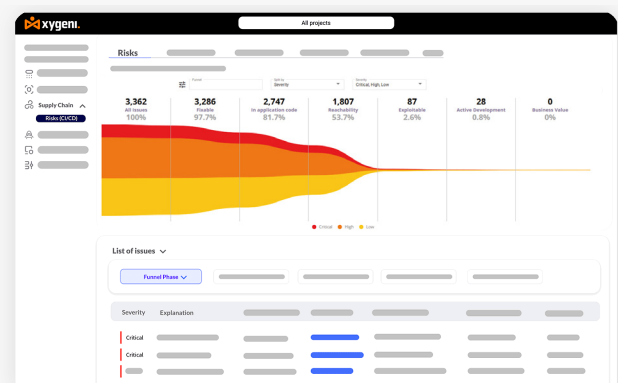 xygeni.
All projects
Risks
Supply Chain
Risks (CI/CD)
Funnel
Split by
Severity
Severity
Critical, High, Low
3,362
All Issues
100%
3,286
Fixable
97.7%
2,747
In application code
81.7%
1,807
Reachability
53.7%
87
Exploitable
2.6%
28
Active Development
0.8%
0
Business Value
0%
Critical High Low
List of issues
Funnel Phase
Severity Explanation
Critical
Critical